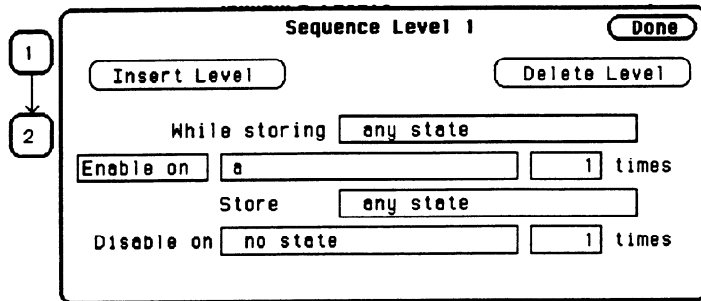 Sequence Level 1
Done
1
Insert Level
Delete Level
2
While storing any state
Enable on a 1 times
Store any state
Disable on no state 1 times